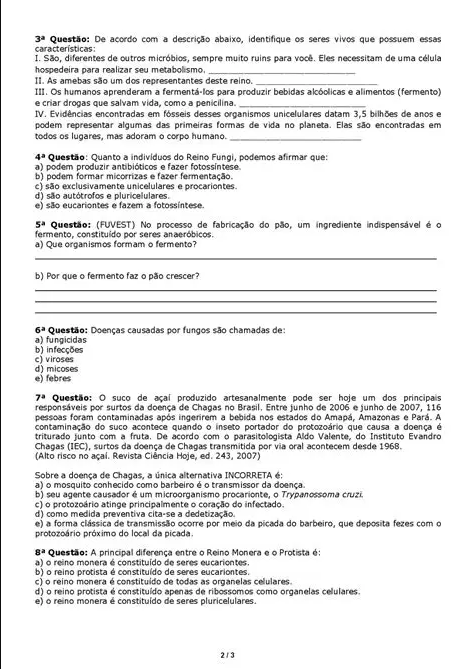 3ª Questão: De acordo com a descrição abaixo, identifique os seres vivos que possuem essas
características:
I. São, diferentes de outros micróbios, sempre muito ruins para você. Eles necessitam de uma célula
hospedeira para realizar seu metabolismo. ______________________________
II. As amebas são um dos representantes deste reino. _________________________
III. Os humanos aprenderam a fermentá-los para produzir bebidas alcóolicas e alimentos (fermento)
e criar drogas que salvam vida, como a penicilina. __________________________
IV. Evidências encontradas em fósseis desses organismos unicelulares datam 3,5 bilhões de anos e
podem representar algumas das primeiras formas de vida no planeta. Elas são encontradas em
todos os lugares, mas adoram o corpo humano. ___________________________
4ª Questão: Quanto a indivíduos do Reino Fungi, podemos afirmar que:
a) podem produzir antibióticos e fazer fotossíntese.
b) podem formar micorrizas e fazer fermentação.
c) são exclusivamente unicelulares e procariontes.
d) são autótrofos e pluricelulares.
e) são eucariontes e fazem a fotossíntese.
5ª Questão: (FUVEST) No processo de fabricação do pão, um ingrediente indispensável é o
fermento, constituído por seres anaeróbicos.
a) Que organismos formam o fermento?
b) Por que o fermento faz o pão crescer?
6ª Questão: Doenças causadas por fungos são chamadas de:
a) fungicidas
b) infecções
c) viroses
d) micoses
e) febres
7ª Questão: O suco de açaí produzido artesanalmente pode ser hoje um dos principais
responsáveis por surtos da doença de Chagas no Brasil. Entre junho de 2006 e junho de 2007, 116
pessoas foram contaminadas após ingerirem a bebida nos estados do Amapá, Amazonas e Pará. A
contaminação do suco acontece quando o inseto portador do protozoário que causa a doença é
triturado junto com a fruta. De acordo com o parasitologista Aldo Valente, do Instituto Evandro
Chagas (IEC), surtos da doença de Chagas transmitida por via oral acontecem desde 1968.
(Alto risco no açaí. Revista Ciência Hoje, ed. 243, 2007)
Sobre a doença de Chagas, a única alternativa INCORRETA é:
a) o mosquito conhecido como barbeiro é o transmissor da doença.
b) seu agente causador é um microorganismo procarionte, o Trypanossoma cruzi.
c) o protozoário atinge principalmente o coração do infectado.
d) como medida preventiva cita-se a dedetização.
e) a forma clássica de transmissão ocorre por meio da picada do barbeiro, que deposita fezes com o
protozoário próximo do local da picada.
8ª Questão: A principal diferença entre o Reino Monera e o Protista é:
a) o reino monera é constituído de seres eucariontes.
b) o reino protista é constituído de seres eucariontes.
c) o reino monera é constituído de todas as organelas celulares.
d) o reino protista é constituído apenas de ribossomos como organelas celulares.
e) o reino monera é constituído de seres pluricelulares.
2 / 3